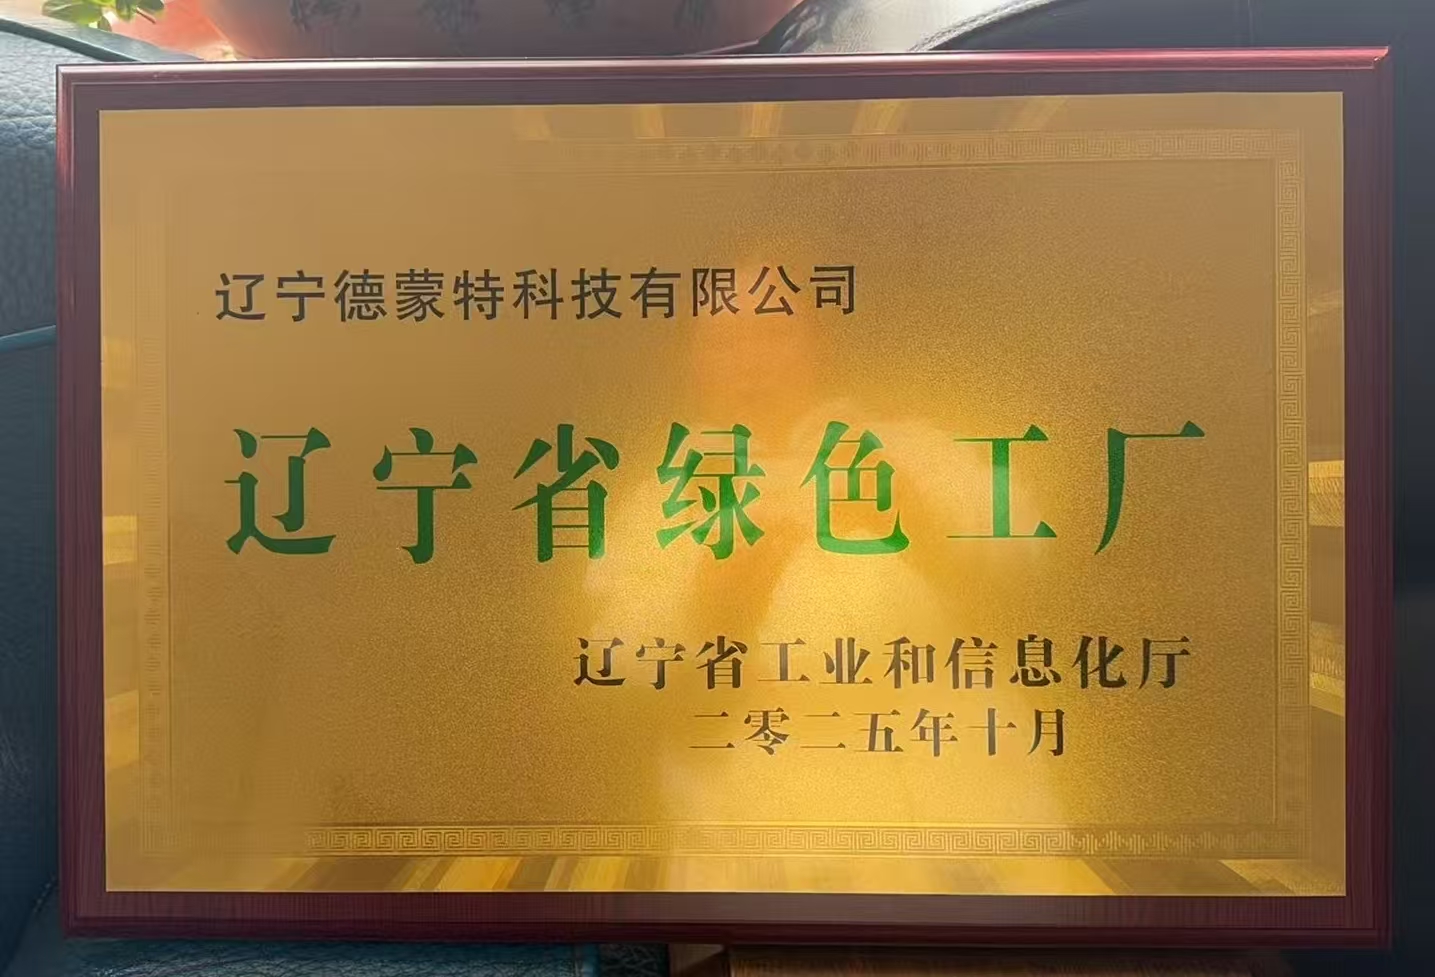 辽宁德蒙特科技有限公司
辽宁省绿色工厂
辽宁省工业和信息化厅
二零二五年十月